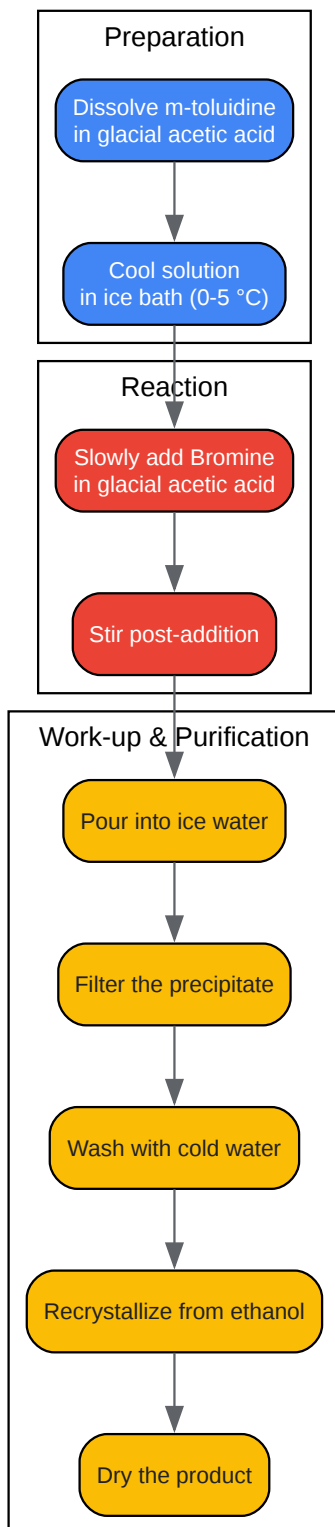 Preparation
Dissolve m-toluidine
in glacial acetic acid
Cool solution
in ice bath (0-5 °C)
Reaction
Slowly add Bromine
in glacial acetic acid
Stir post-addition
Work-up & Purification
Pour into ice water
Filter the precipitate
Wash with cold water
Recrystallize from ethanol
Dry the product